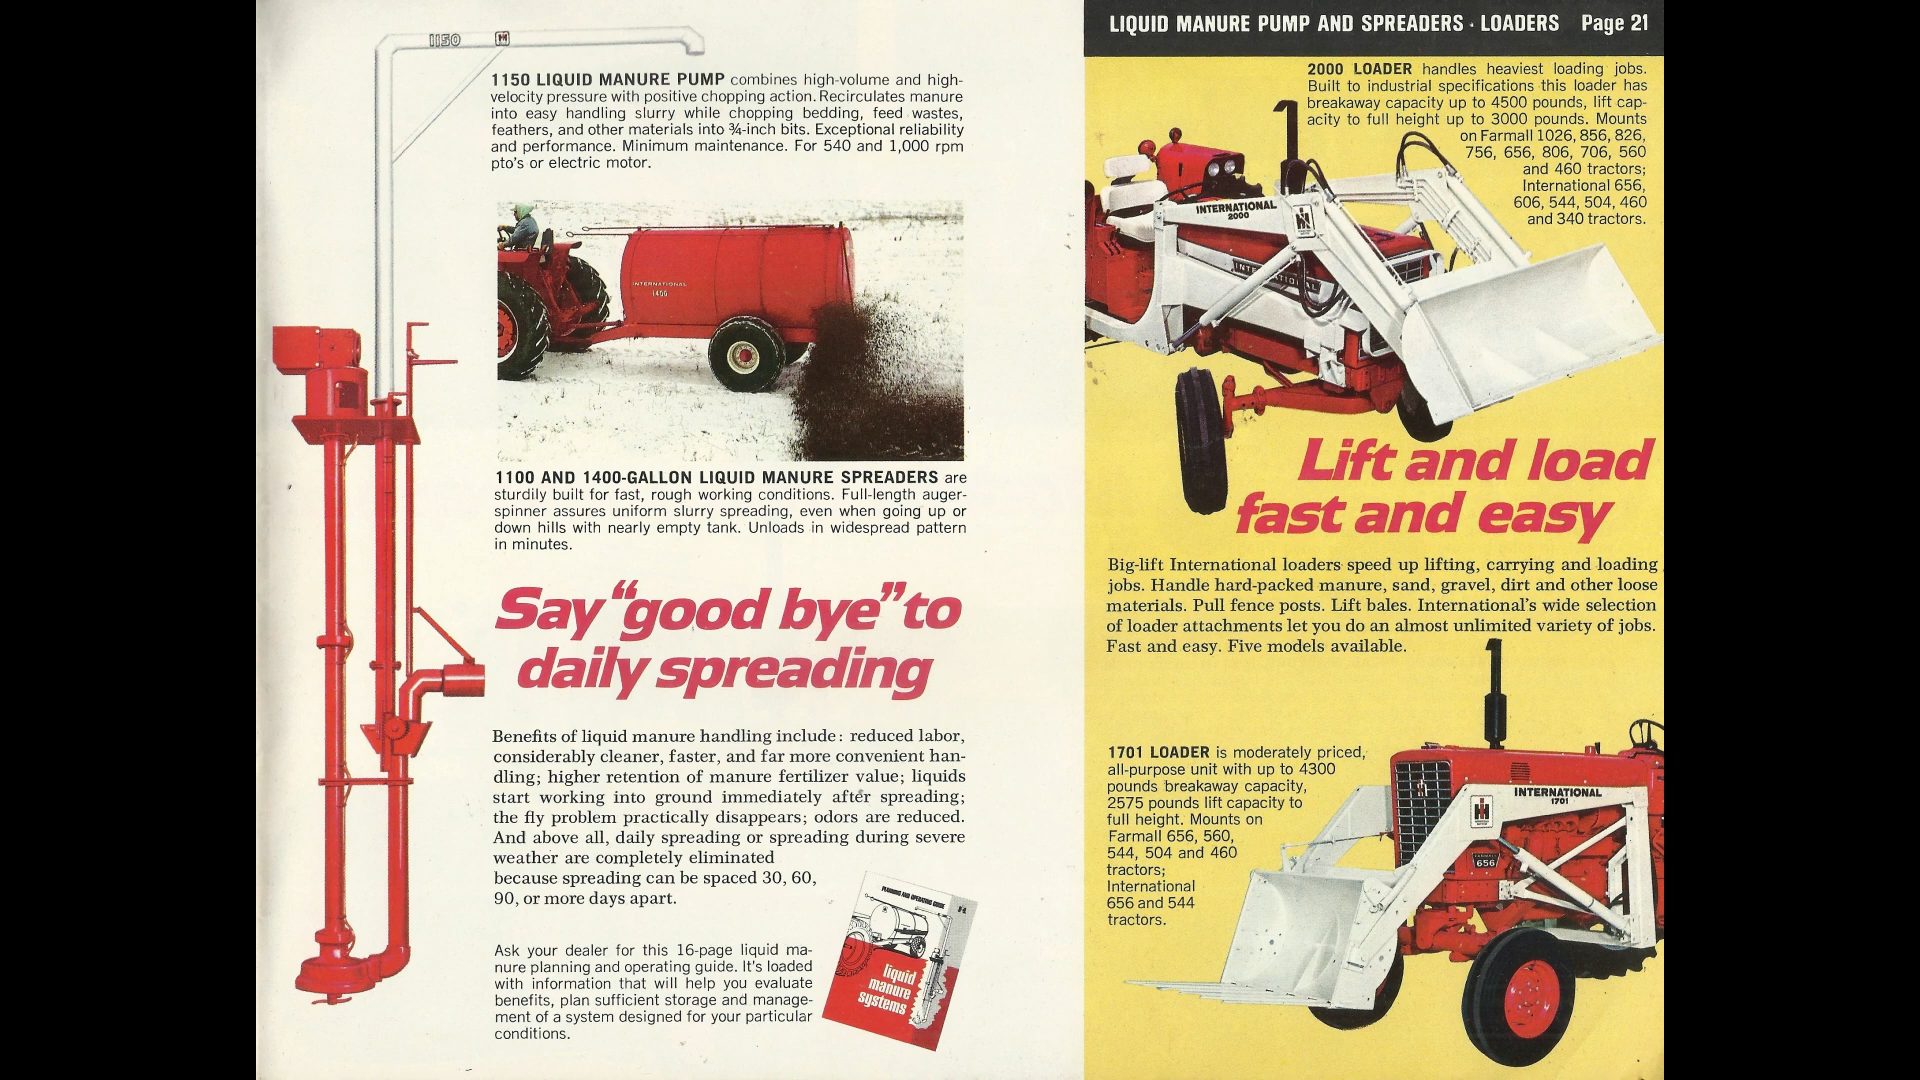 1150
1150 LIQUID MANURE PUMP combines high-volume and high-
velocity pressure with positive chopping action. Recirculates manure
into easy handling slurry while chopping bedding, feed wastes,
feathers, and other materials into ¾-inch bits. Exceptional reliability
and performance. Minimum maintenance. For 540 and 1,000 rpm
pto's or electric motor.
INTERNATIONAL
1400
1100 AND 1400-GALLON LIQUID MANURE SPREADERS are
sturdily built for fast, rough working conditions. Full-length auger-
spinner assures uniform slurry spreading, even when going up or
down hills with nearly empty tank. Unloads in widespread pattern
in minutes.
Say "good bye" to
daily spreading
Benefits of liquid manure handling include: reduced labor,
considerably cleaner, faster, and far more convenient han-
dling; higher retention of manure fertilizer value; liquids
start working into ground immediately after spreading;
the fly problem practically disappears; odors are reduced.
And above all, daily spreading or spreading during severe
weather are completely eliminated
because spreading can be spaced 30, 60,
90, or more days apart.
Ask your dealer for this 16-page liquid ma-
nure planning and operating guide. It's loaded
with information that will help you evaluate
benefits, plan sufficient storage and manage-
ment of a system designed for your particular
conditions.
PLANNING AND OPERATING GUIDE
liquid
manure
systems
LIQUID MANURE PUMP AND SPREADERS · LOADERS Page 21
2000 LOADER handles heaviest loading jobs.
Built to industrial specifications this loader has
breakaway capacity up to 4500 pounds, lift cap-
acity to full height up to 3000 pounds. Mounts
on Farmall 1026, 856, 826,
756, 656, 806, 706, 560
and 460 tractors;
International 656,
606, 544, 504, 460
and 340 tractors.
INTERNATIONAL
2000
INTERNATIONAL
Lift and load
fast and easy
Big-lift International loaders speed up lifting, carrying and loading
jobs. Handle hard-packed manure, sand, gravel, dirt and other loose
materials. Pull fence posts. Lift bales. International's wide selection
of loader attachments let you do an almost unlimited variety of jobs.
Fast and easy. Five models available.
1701 LOADER is moderately priced,
all-purpose unit with up to 4300
pounds breakaway capacity,
2575 pounds lift capacity to
full height. Mounts on
Farmall 656, 560,
544, 504 and 460
tractors;
International
656 and 544
tractors.
INTERNATIONAL
1701
FARMALL
656